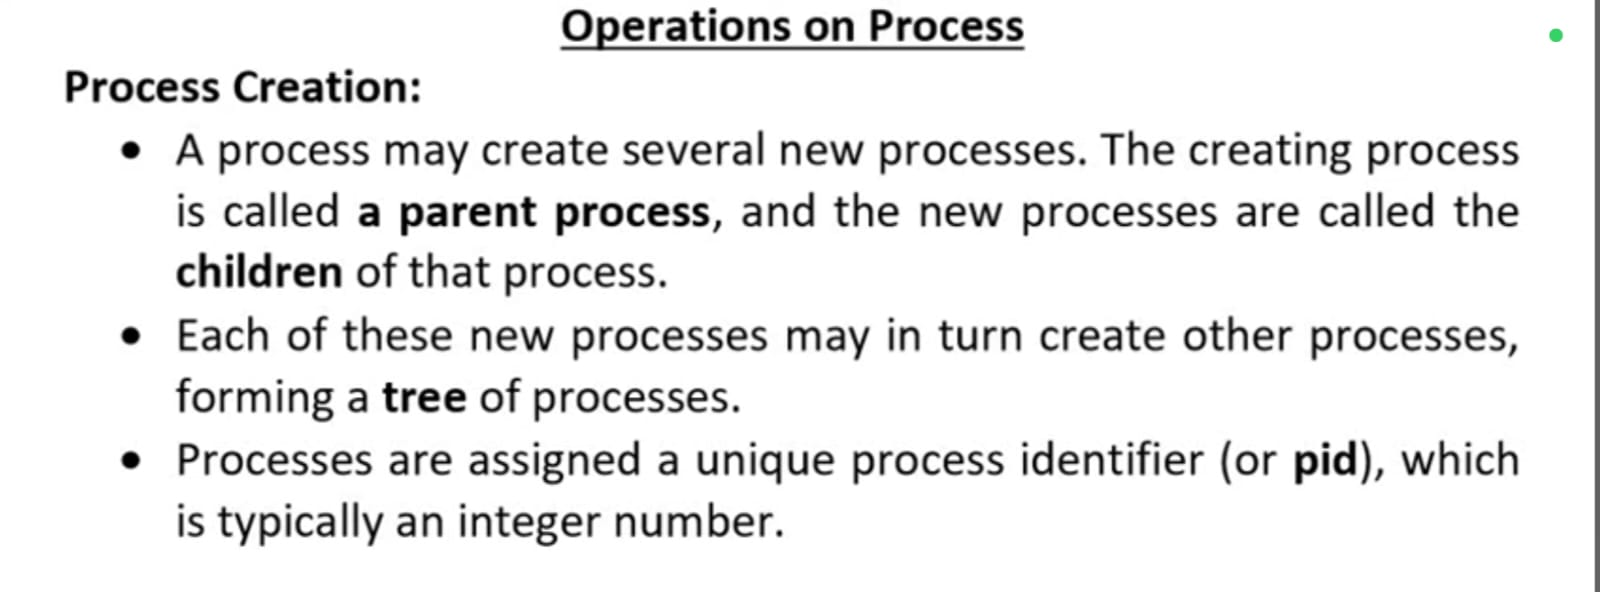 Operations on Process
Process Creation:
• A process may create several new processes. The creating process
is called a parent process, and the new processes are called the
children of that process.
• Each of these new processes may in turn create other processes,
forming a tree of processes.
• Processes are assigned a unique process identifier (or pid), which
is typically an integer number.